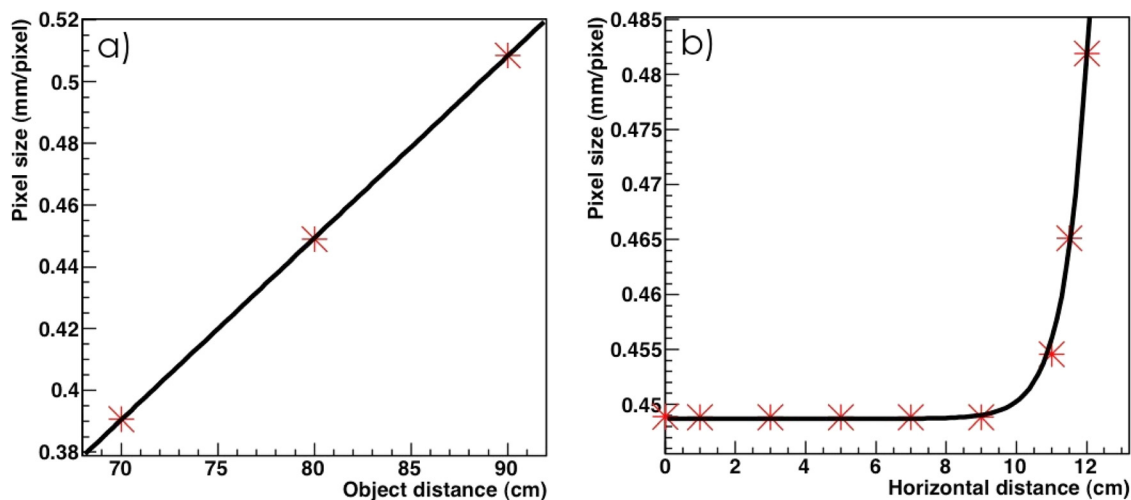 a)
Pixel size (mm/pixel)
0.52
0.5
0.48
0.46
0.44
0.42
0.4
0.38
70 75 80 85 90
Object distance (cm)
b)
Pixel size (mm/pixel)
0.485
0.48
0.475
0.47
0.465
0.46
0.455
0.45
0 2 4 6 8 10 12
Horizontal distance (cm)